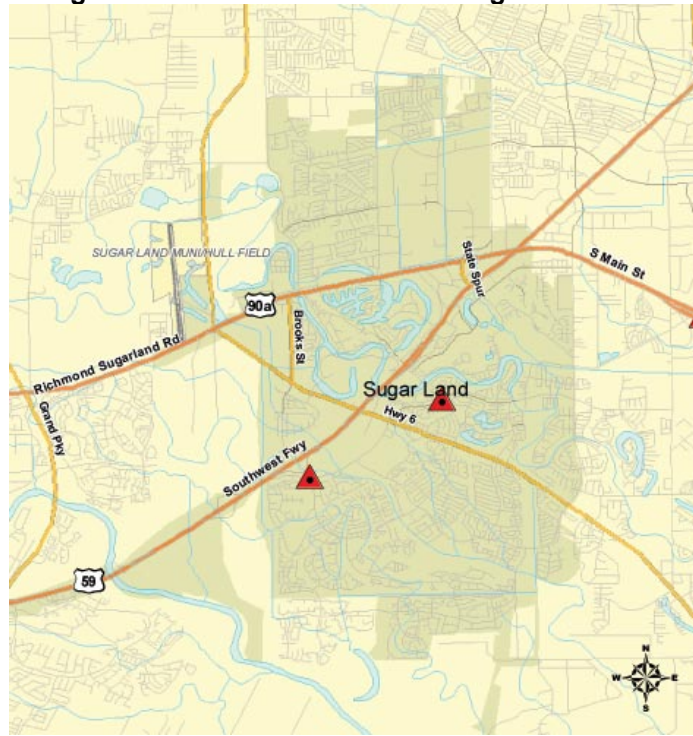 SUGAR LAND MUNI/HULL FIELD
State Spur
S Main St
90a
Brooks St
Richmond Sugarland Rd
Sugar Land
Grand Pky
Hwy 6
Southwest Fwy
59
N
W
E
S